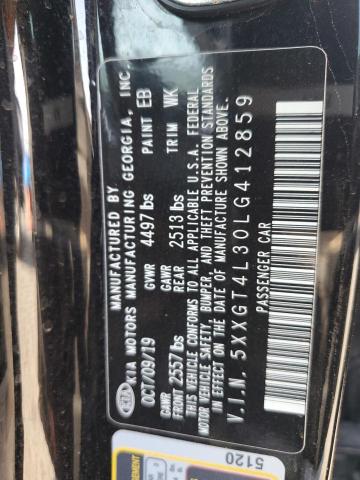 MANUFACTURED BY
KIA KIA MOTORS MANUFACTURING GEORGIA, INC.
OCT/09/19 GVWR 4497 lbs PAINT EB
GAWR FRONT 2557 lbs GAWR REAR 2513 lbs TRIM WK
THIS VEHICLE CONFORMS TO ALL APPLICABLE U.S.A. FEDERAL
MOTOR VEHICLE SAFETY, BUMPER, AND THEFT PREVENTION STANDARDS
IN EFFECT ON THE DATE OF MANUFACTURE SHOWN ABOVE.
V.I.N. 5XXGT4L30LG412859
PASSENGER CAR
5120